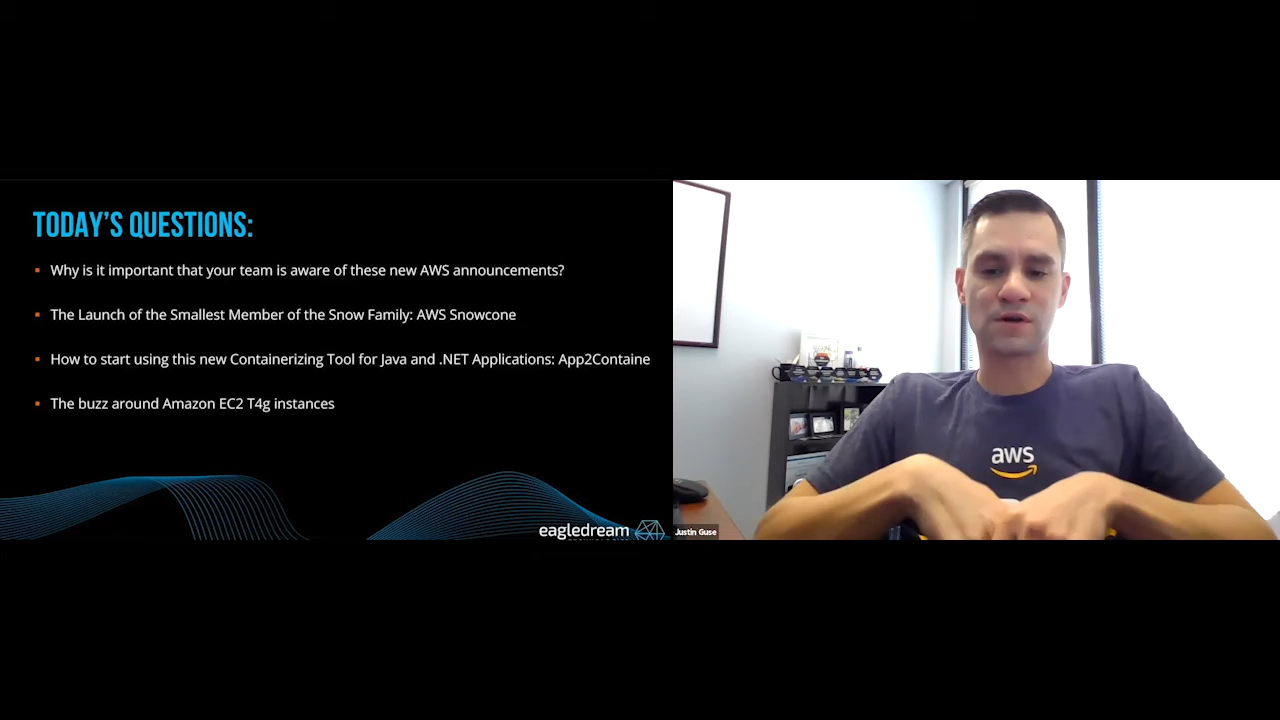 TODAY'S QUESTIONS:
Why is it important that your team is aware of these new AWS announcements?
The Launch of the Smallest Member of the Snow Family: AWS Snowcone
How to start using this new Containerizing Tool for Java and .NET Applications: App2Containe
The buzz around Amazon EC2 T4g instances
eagledream
aws
Justin Guse